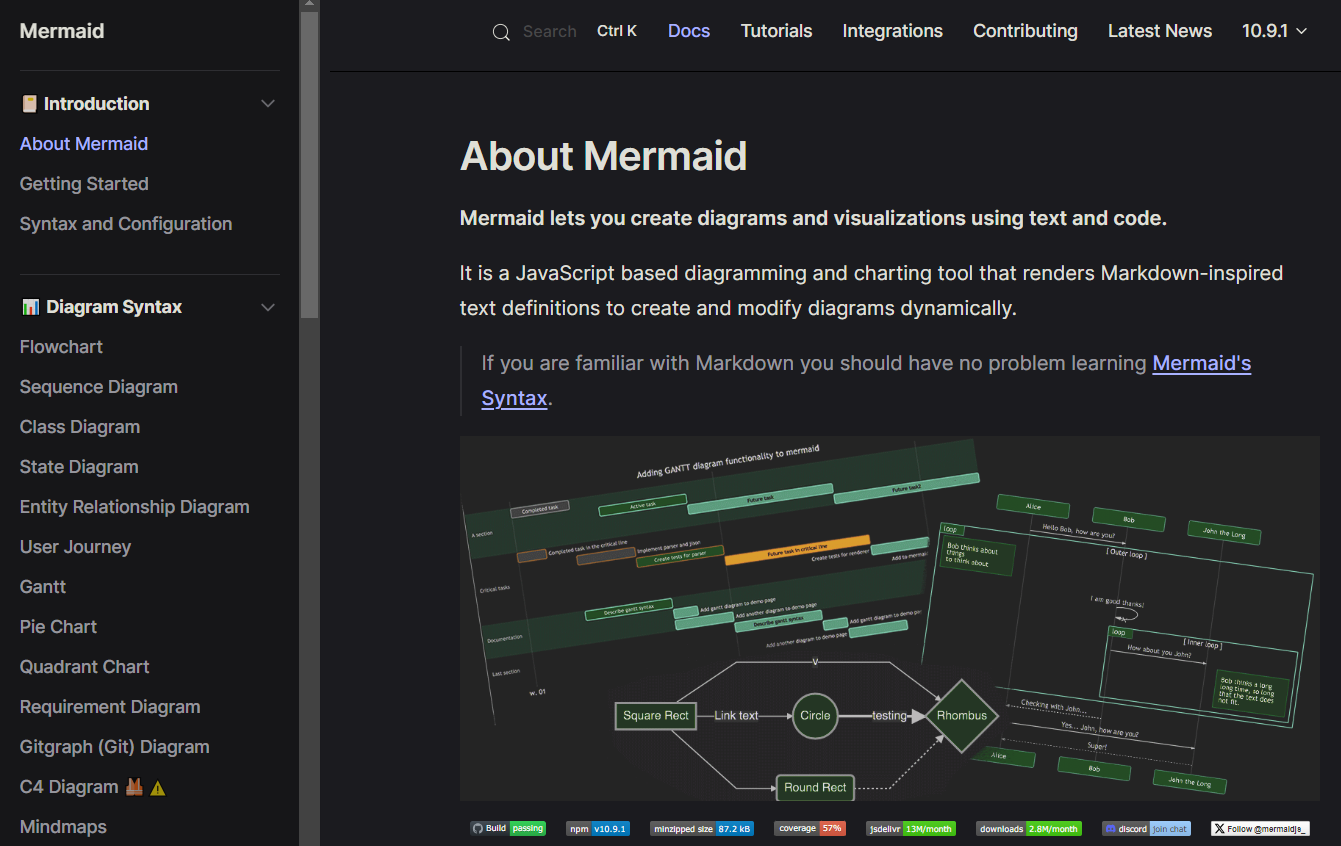 Mermaid
Search Ctrl K Docs Tutorials Integrations Contributing Latest News 10.9.1
Introduction
About Mermaid
Getting Started
Syntax and Configuration
Diagram Syntax
Flowchart
Sequence Diagram
Class Diagram
State Diagram
Entity Relationship Diagram
User Journey
Gantt
Pie Chart
Quadrant Chart
Requirement Diagram
Gitgraph (Git) Diagram
C4 Diagram
Mindmaps
About Mermaid
Mermaid lets you create diagrams and visualizations using text and code.
It is a JavaScript based diagramming and charting tool that renders Markdown-inspired
text definitions to create and modify diagrams dynamically.
If you are familiar with Markdown you should have no problem learning Mermaid's
Syntax.
Adding GANTT diagram functionality to mermaid
A section
Completed task
Active task
Future task
Future task2
Critical tasks
Completed task in the critical line
Implement parser and json
Create tests for parser
Future task in critical line
Create tests for renderer
Add to mermaid
Documentation
Describe gantt syntax
Add gantt diagram to demo page
Add another diagram to demo page
Last section
Describe gantt syntax
Add gantt diagram to demo pa
Add another diagram to demo page
w. 01
Alice
Bob
John the Long
Hello Bob, how are you?
loop
[ Outer loop ]
Bob thinks about
things
to think about
I am good thanks!
loop
[ Inner loop ]
How about you John?
Bob thinks a long
long time, so long
that the text does
not fit.
Checking with John...
Yes... John, how are you?
Super!
Alice
Bob
John the Long
Square Rect
Link text
Circle
testing
Rhombus
v
Round Rect
Build passing
npm v10.9.1
minzipped size 87.2 kB
coverage 57%
jsdelivr 13M/month
downloads 2.8M/month
discord join chat
X Follow @mermaidjs_